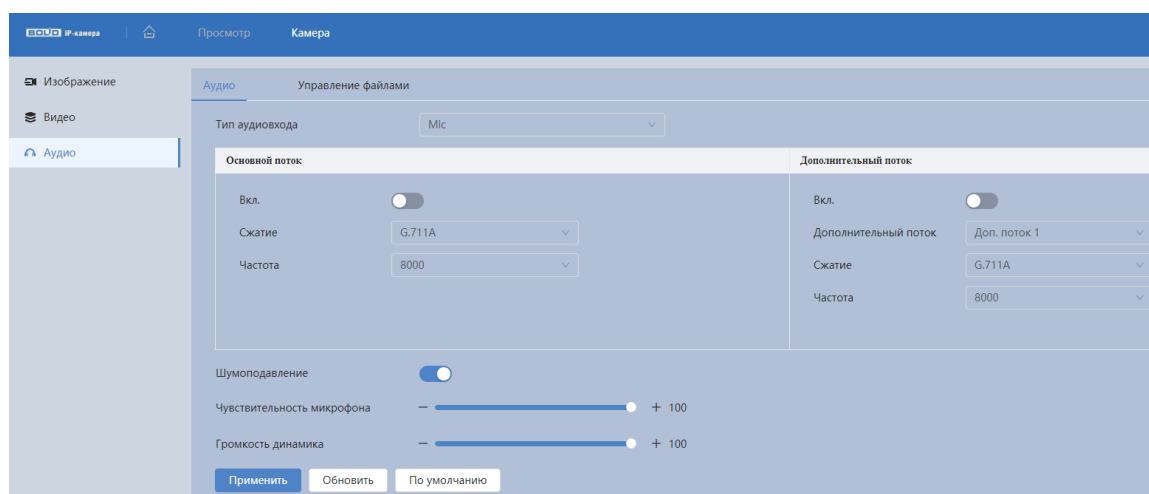 BOLID IP-камера Просмотр Камера
Изображение
Видео
Аудио
Аудио Управление файлами
Тип аудиовхода Mic
Основной поток Дополнительный поток
Вкл. Вкл.
Сжатие G.711A Дополнительный поток Доп. поток 1
Частота 8000 Сжатие G.711A
Частота 8000
Шумоподавление
Чувствительность микрофона − + 100
Громкость динамика − + 100
Применить Обновить По умолчанию